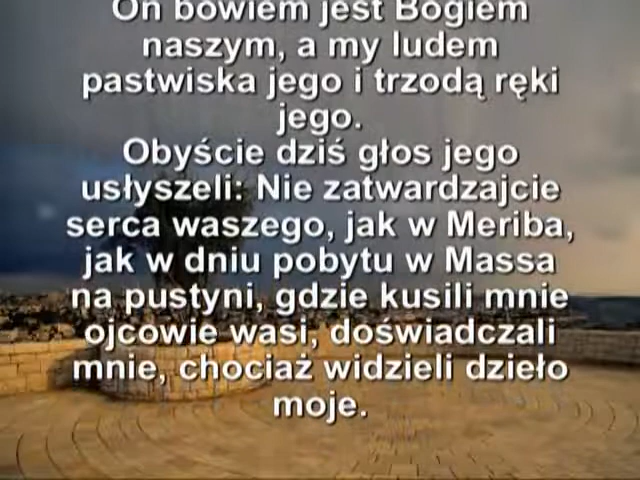 On bowiem jest Bogiem
naszym, a my ludem
pastwiska jego i trzodą ręki
jego.
Obyście dziś głos jego
usłyszeli: Nie zatwardzajcie
serca waszego, jak w Meriba,
jak w dniu pobytu w Massa
na pustyni, gdzie kusili mnie
ojcowie wasi, doświadczali
mnie, chociaż widzieli dzieło
moje.